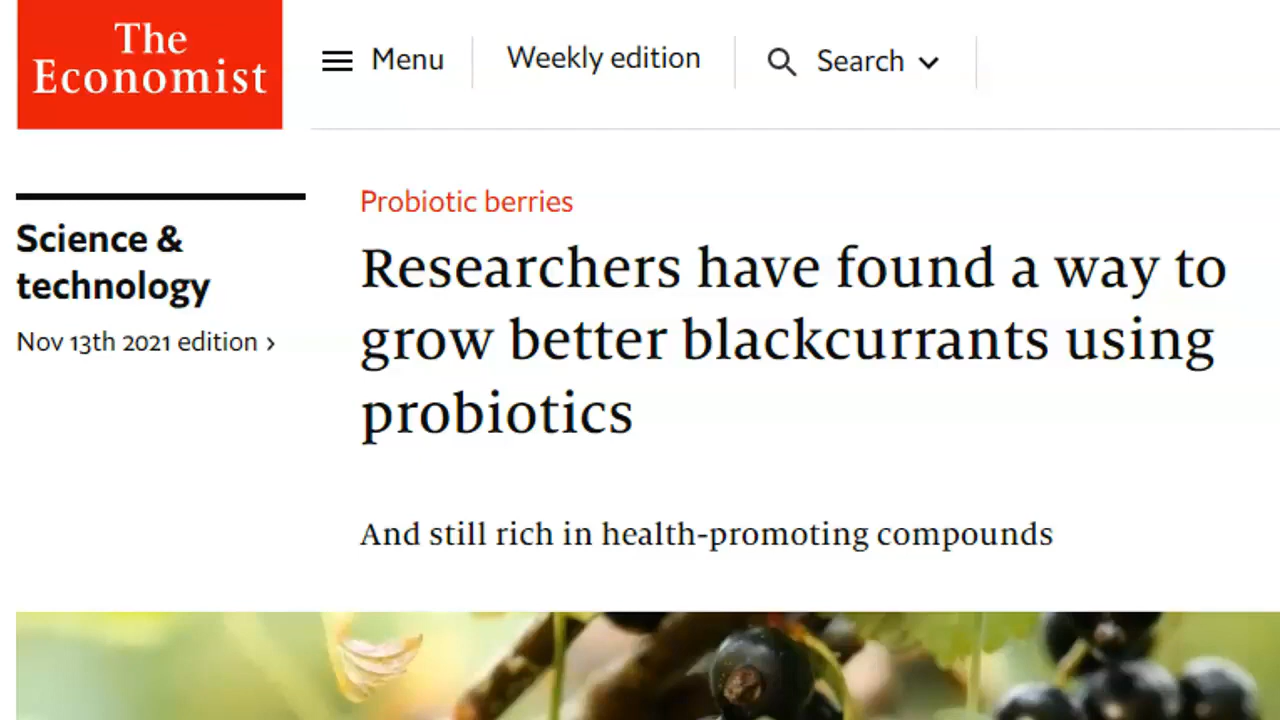 The
Economist
Menu
Weekly edition
Search
Science &
technology
Nov 13th 2021 edition ›
Probiotic berries
Researchers have found a way to
grow better blackcurrants using
probiotics
And still rich in health-promoting compounds